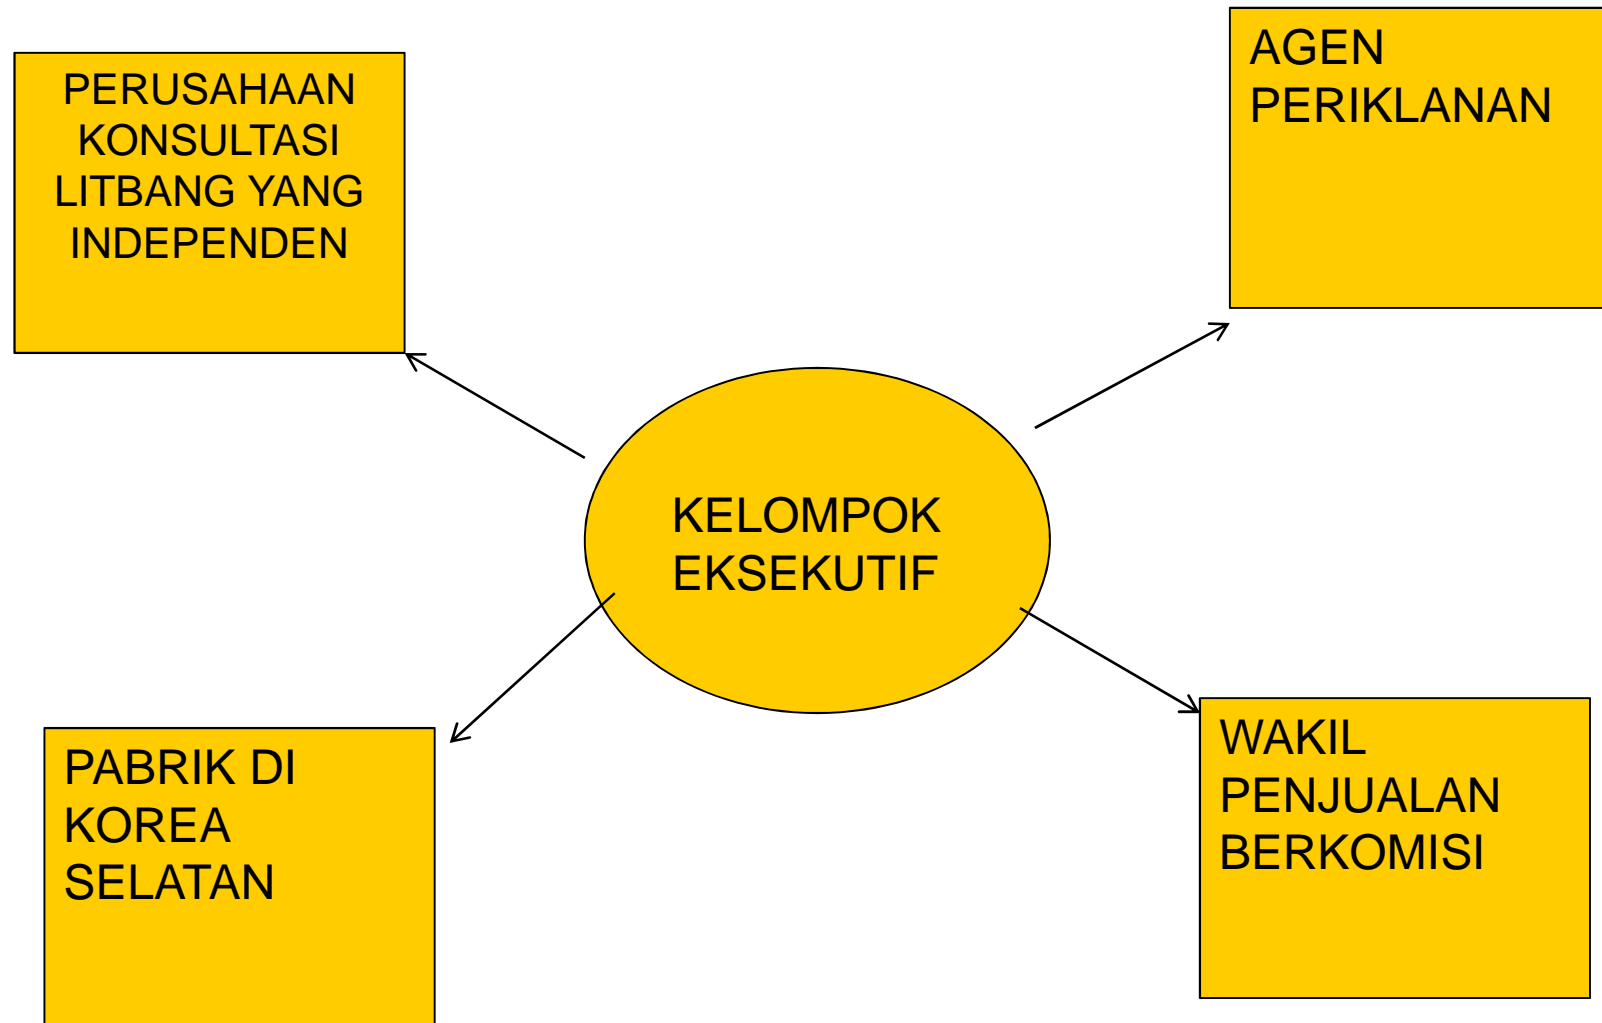 PERUSAHAAN
KONSULTASI
LITBANG YANG
INDEPENDEN
AGEN
PERIKLANAN
KELOMPOK
EKSEKUTIF
PABRIK DI
KOREA
SELATAN
WAKIL
PENJUALAN
BERKOMISI